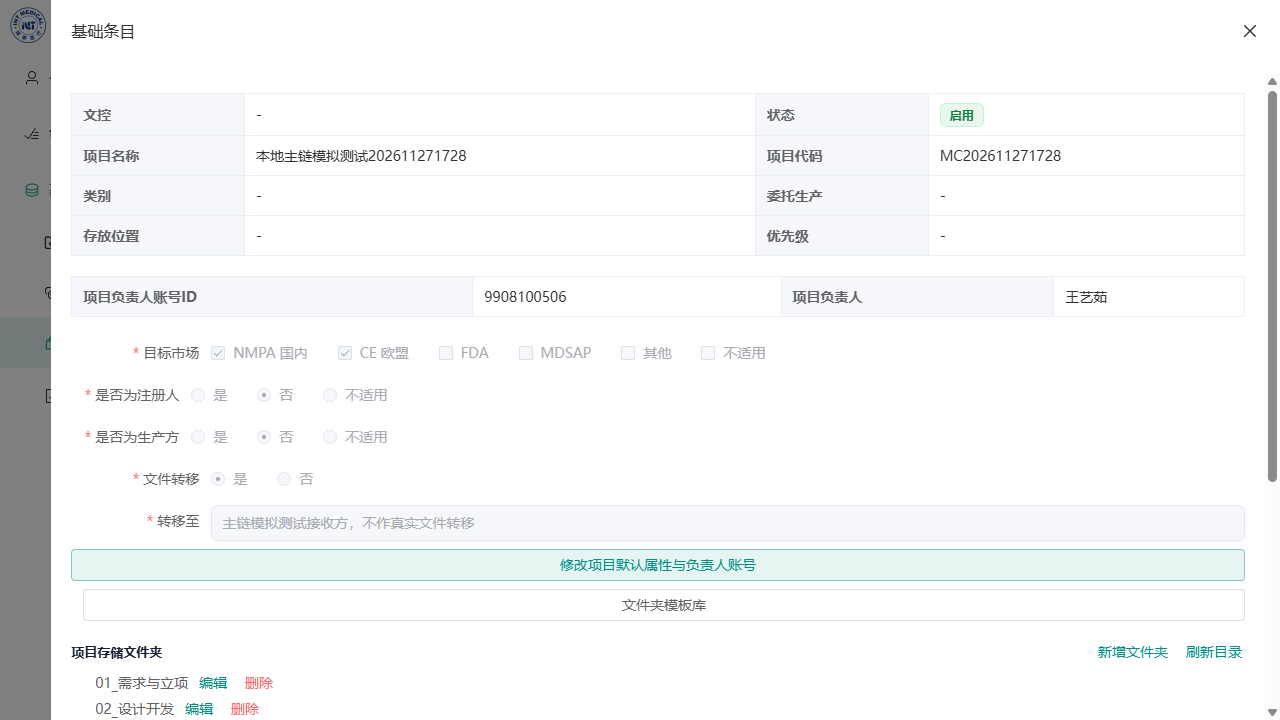 基础条目
文控 - 状态 启用
项目名称 本地主链模拟测试202611271728 项目代码 MC202611271728
类别 - 委托生产 -
存放位置 - 优先级 -
项目负责人账号ID 9908100506 项目负责人 王艺茹
* 目标市场 NMPA 国内 CE 欧盟 FDA MDSAP 其他 不适用
* 是否为注册人 是 否 不适用
* 是否为生产方 是 否 不适用
* 文件转移 是 否
* 转移至 主链模拟测试接收方，不作真实文件转移
修改项目默认属性与负责人账号
文件夹模板库
项目存储文件夹 新增文件夹 刷新目录
01_需求与立项 编辑 删除
02_设计开发 编辑 删除